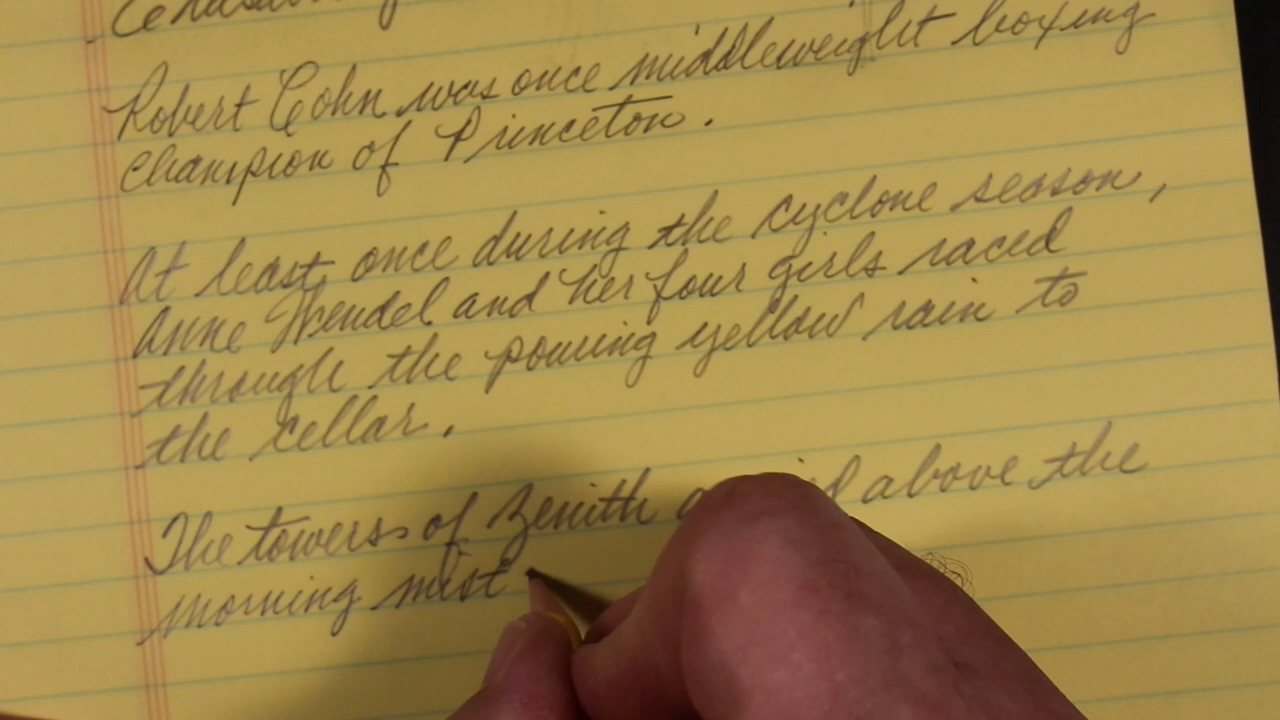 Robert Cohn was once middleweight boxing
champion of Princeton.
At least once during the cyclone season,
Anne Wendel and her four girls raced
through the pouring yellow rain to
the cellar.
The towers of Zenith above the
morning mist